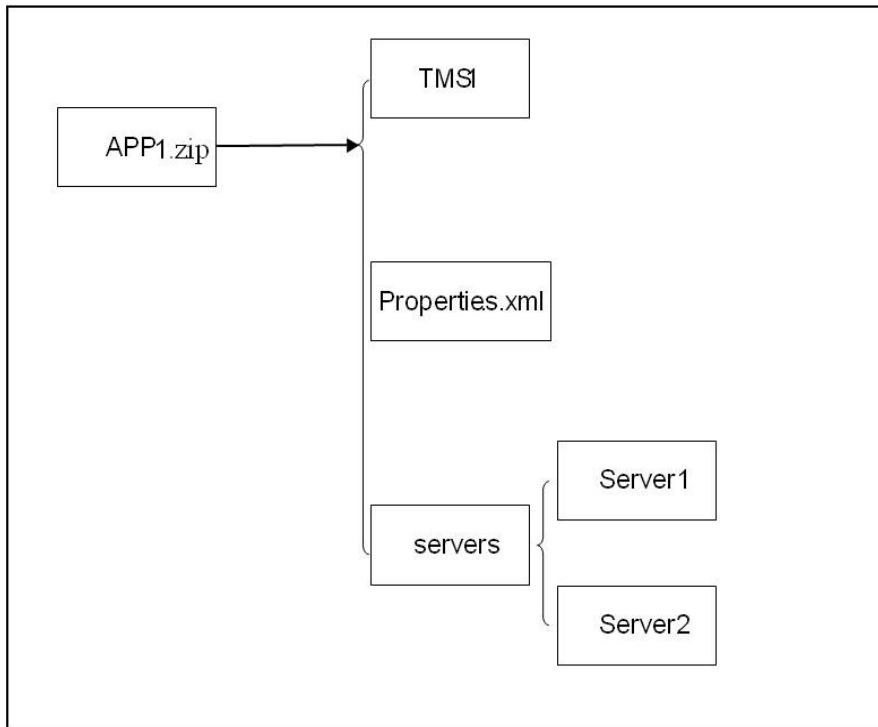 TMS1
APP1.zip
Properties.xml
Server1
servers
Server2